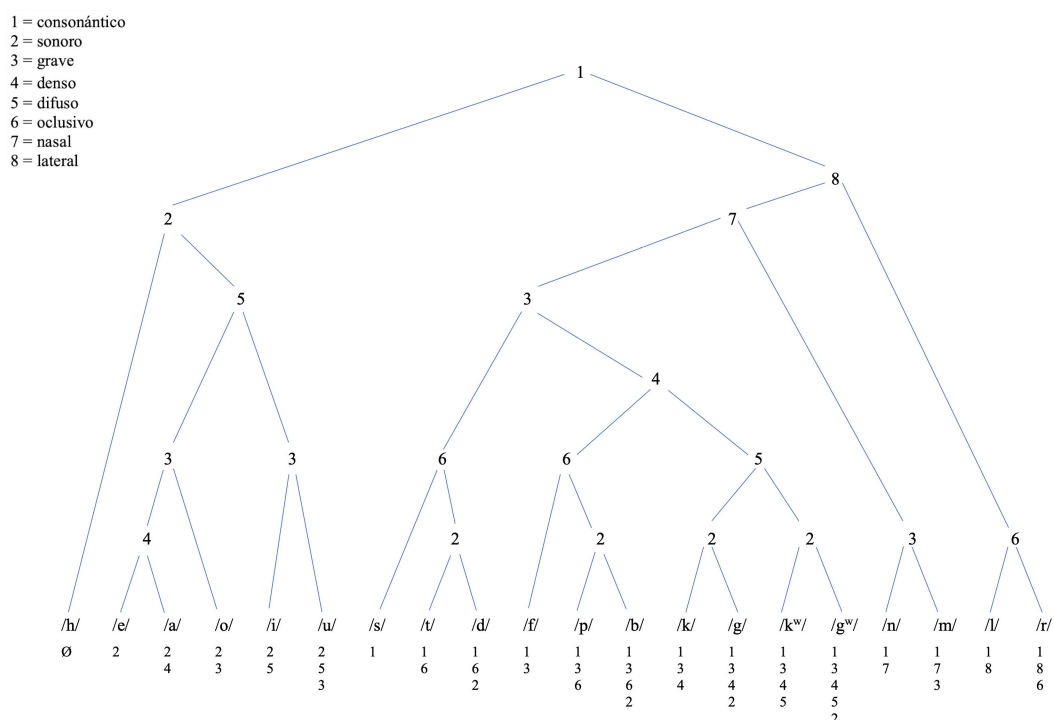 1 = consonántico
2 = sonoro
3 = grave
4 = denso
5 = difuso
6 = oclusivo
7 = nasal
8 = lateral
1
8
2 7
5 3
4
3 3 6 6 5
4 2 2 2 2 3 6
/h/ /e/ /a/ /o/ /i/ /u/ /s/ /t/ /d/ /f/ /p/ /b/ /k/ /g/ /kʷ/ /gʷ/ /n/ /m/ /l/ /r/
Ø 2 2 2 2 2 1 1 1 1 1 1 1 1 1 1 1 1 1 1
4 3 5 5 6 6 3 3 3 3 3 3 3 7 7 8 8
3 2 6 6 4 4 4 4 3 6
2 2 5 5
2